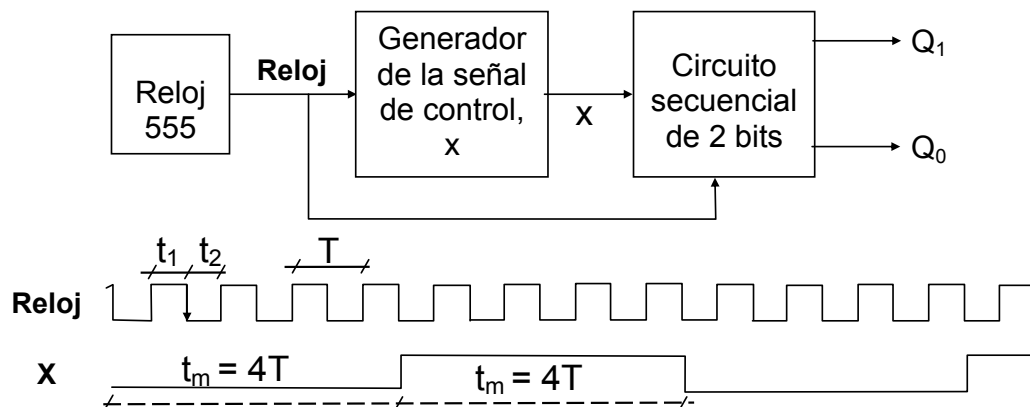 Reloj
555
Reloj
Generador
de la señal
de control,
x
x
Circuito
secuencial
de 2 bits
Q₁
Q₀
t₁ t₂
T
Reloj
X
tₘ = 4T
tₘ = 4T